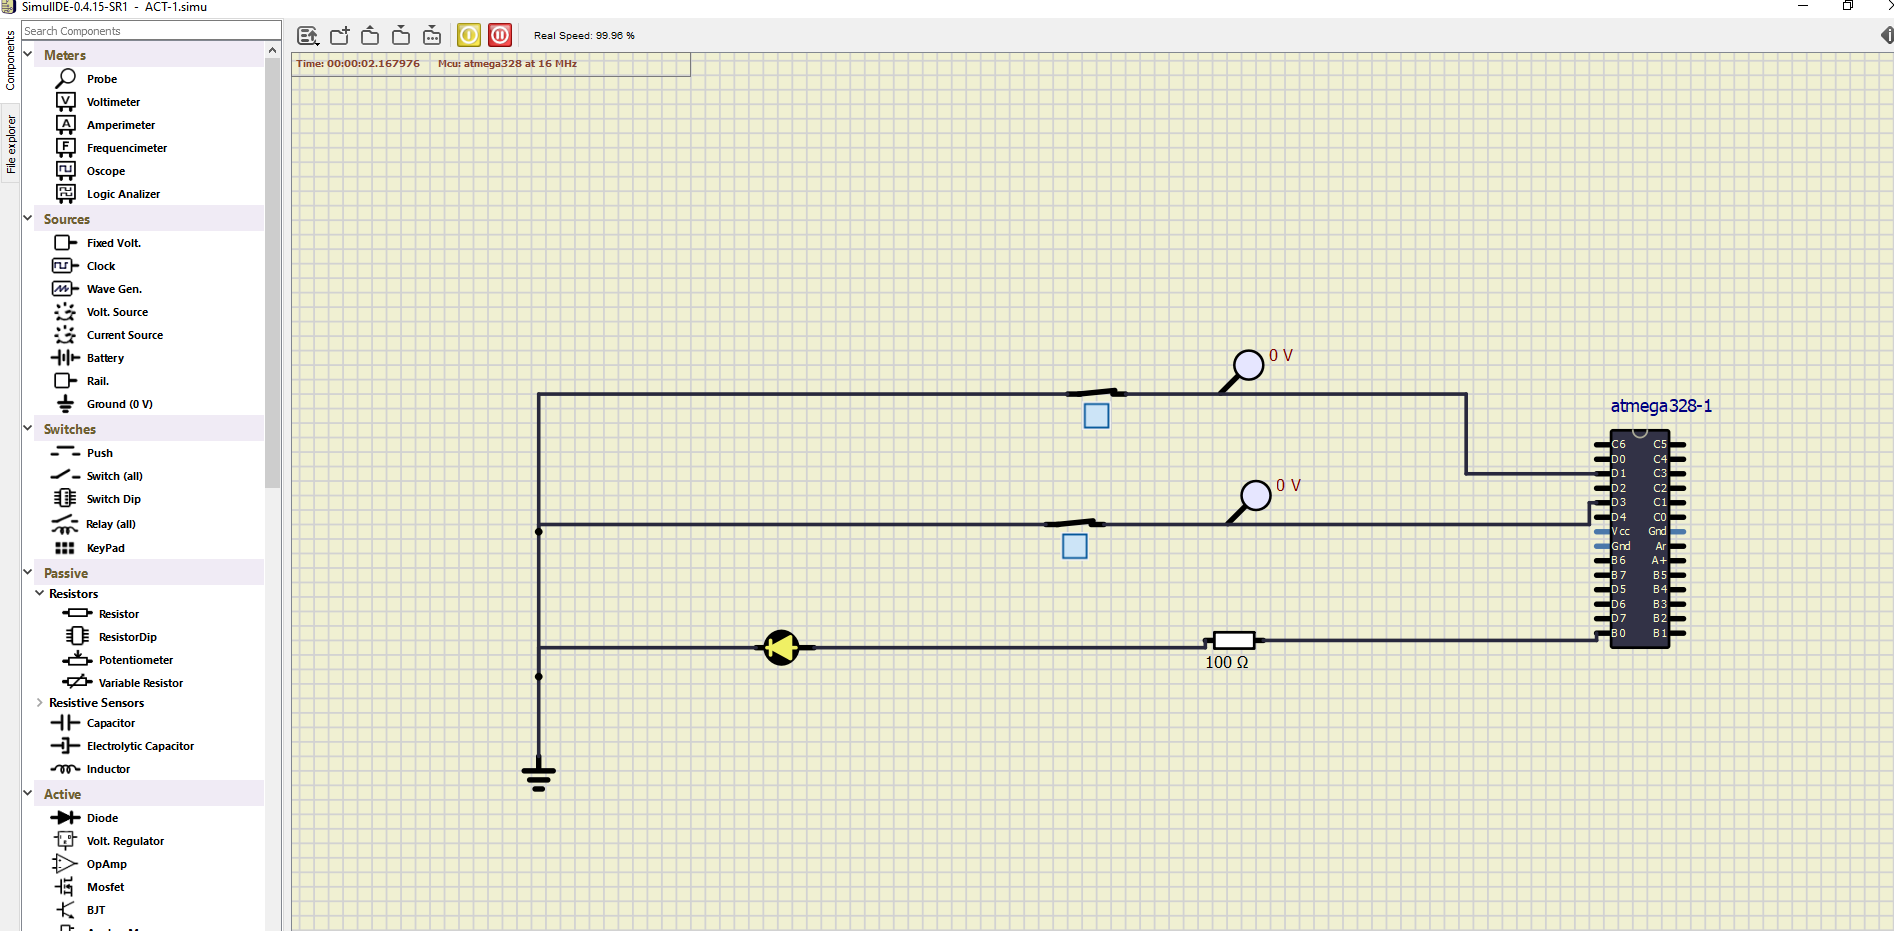 SimulIDE-0.4.15-SR1 - ACT-1.simu
Components
File explorer
Search Components
Meters
Probe
Voltimeter
Amperimeter
Frequencimeter
Oscope
Logic Analizer
Sources
Fixed Volt.
Clock
Wave Gen.
Volt. Source
Current Source
Battery
Rail.
Ground (0 V)
Switches
Push
Switch (all)
Switch Dip
Relay (all)
KeyPad
Passive
Resistors
Resistor
ResistorDip
Potentiometer
Variable Resistor
Resistive Sensors
Capacitor
Electrolytic Capacitor
Inductor
Active
Diode
Volt. Regulator
OpAmp
Mosfet
BJT
Real Speed: 99.96 %
Time: 00:00:02.167976 Mcu: atmega328 at 16 MHz
0 V
0 V
100 Ω
atmega328-1
C6 C5
D0 C4
D1 C3
D2 C2
D3 C1
D4 C0
Vcc Gnd
Gnd Ar
B6 A+
B7 B5
D5 B4
D6 B3
D7 B2
B0 B1